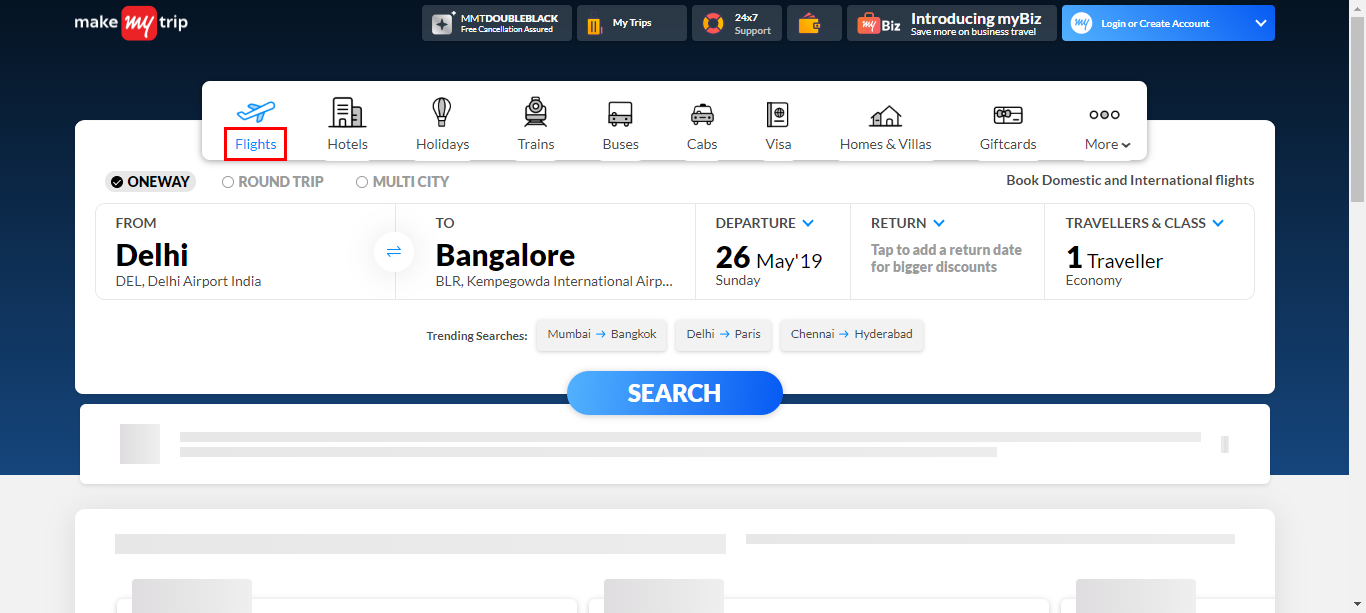 make my trip
MMTDOUBLEBLACK
Free Cancellation Assured
My Trips
24x7
Support
my Biz
Introducing myBiz
Save more on business travel
my
Login or Create Account
Flights
Hotels
Holidays
Trains
Buses
Cabs
Visa
Homes & Villas
Giftcards
More
ONEWAY
ROUND TRIP
MULTI CITY
Book Domestic and International flights
FROM
Delhi
DEL, Delhi Airport India
TO
Bangalore
BLR, Kempegowda International Airp...
DEPARTURE
26 May'19
Sunday
RETURN
Tap to add a return date
for bigger discounts
TRAVELLERS & CLASS
1 Traveller
Economy
Trending Searches:
Mumbai → Bangkok
Delhi → Paris
Chennai → Hyderabad
SEARCH